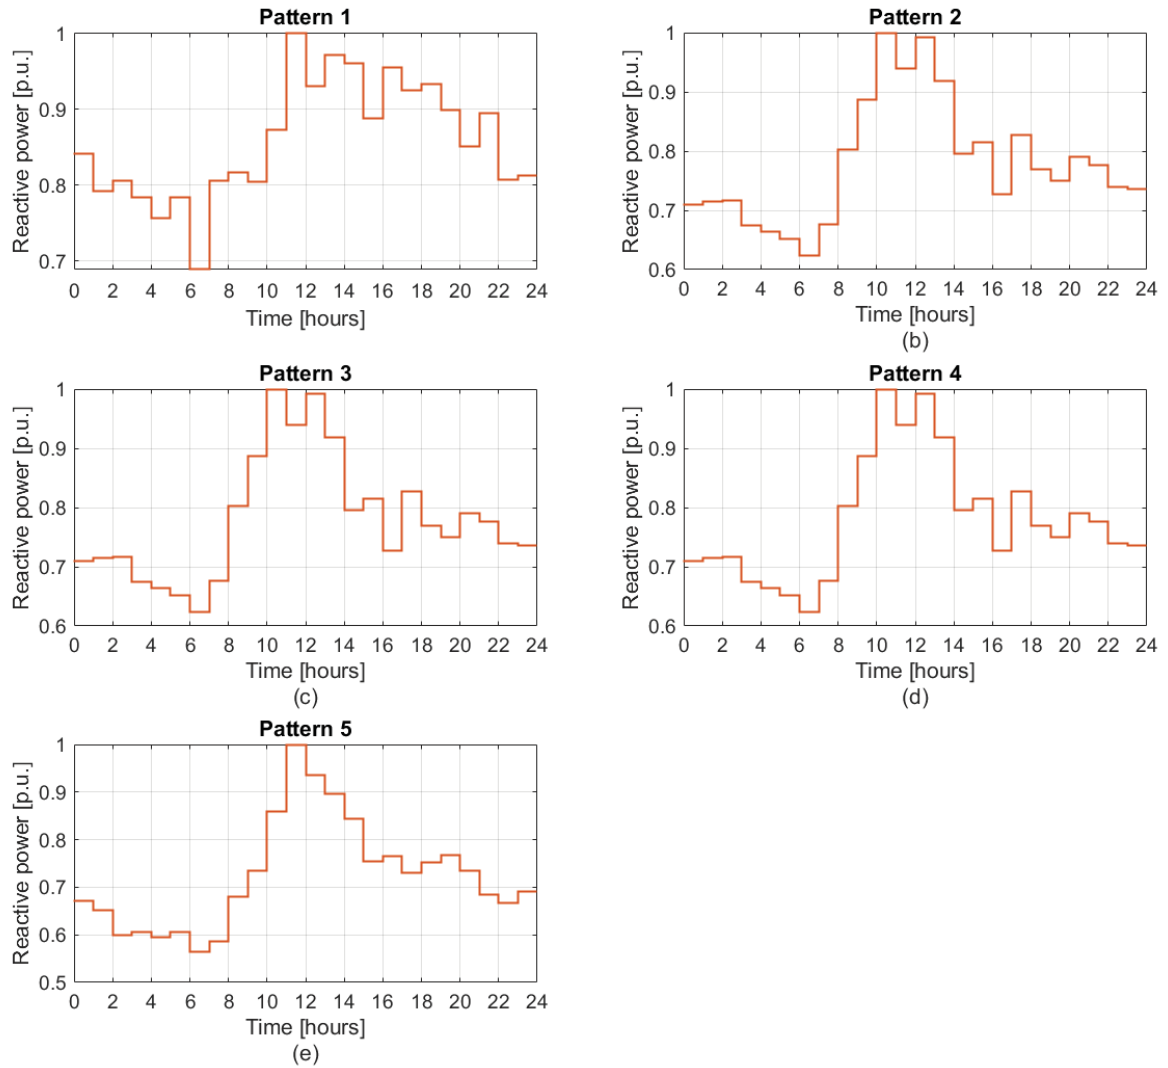 Pattern 1
Reactive power [p.u.]
1
0.9
0.8
0.7
0 2 4 6 8 10 12 14 16 18 20 22 24
Time [hours]
Pattern 2
Reactive power [p.u.]
1
0.9
0.8
0.7
0.6
0 2 4 6 8 10 12 14 16 18 20 22 24
Time [hours]
(b)
Pattern 3
Reactive power [p.u.]
1
0.9
0.8
0.7
0.6
0 2 4 6 8 10 12 14 16 18 20 22 24
Time [hours]
(c)
Pattern 4
Reactive power [p.u.]
1
0.9
0.8
0.7
0.6
0 2 4 6 8 10 12 14 16 18 20 22 24
Time [hours]
(d)
Pattern 5
Reactive power [p.u.]
1
0.9
0.8
0.7
0.6
0.5
0 2 4 6 8 10 12 14 16 18 20 22 24
Time [hours]
(e)